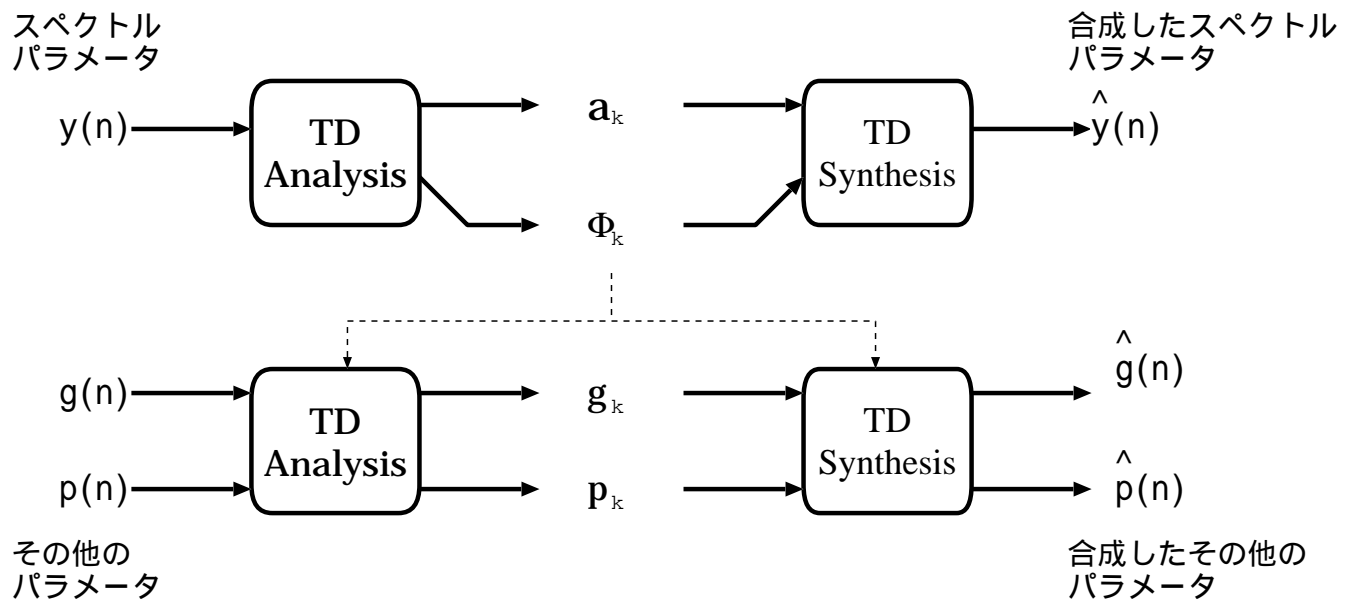 スペクトル
パラメータ
合成したスペクトル
パラメータ
y(n)
TD
Analysis
a_k
Φ_k
TD
Synthesis
ŷ(n)
g(n)
p(n)
TD
Analysis
g_k
p_k
TD
Synthesis
ĝ(n)
p̂(n)
その他の
パラメータ
合成したその他の
パラメータ